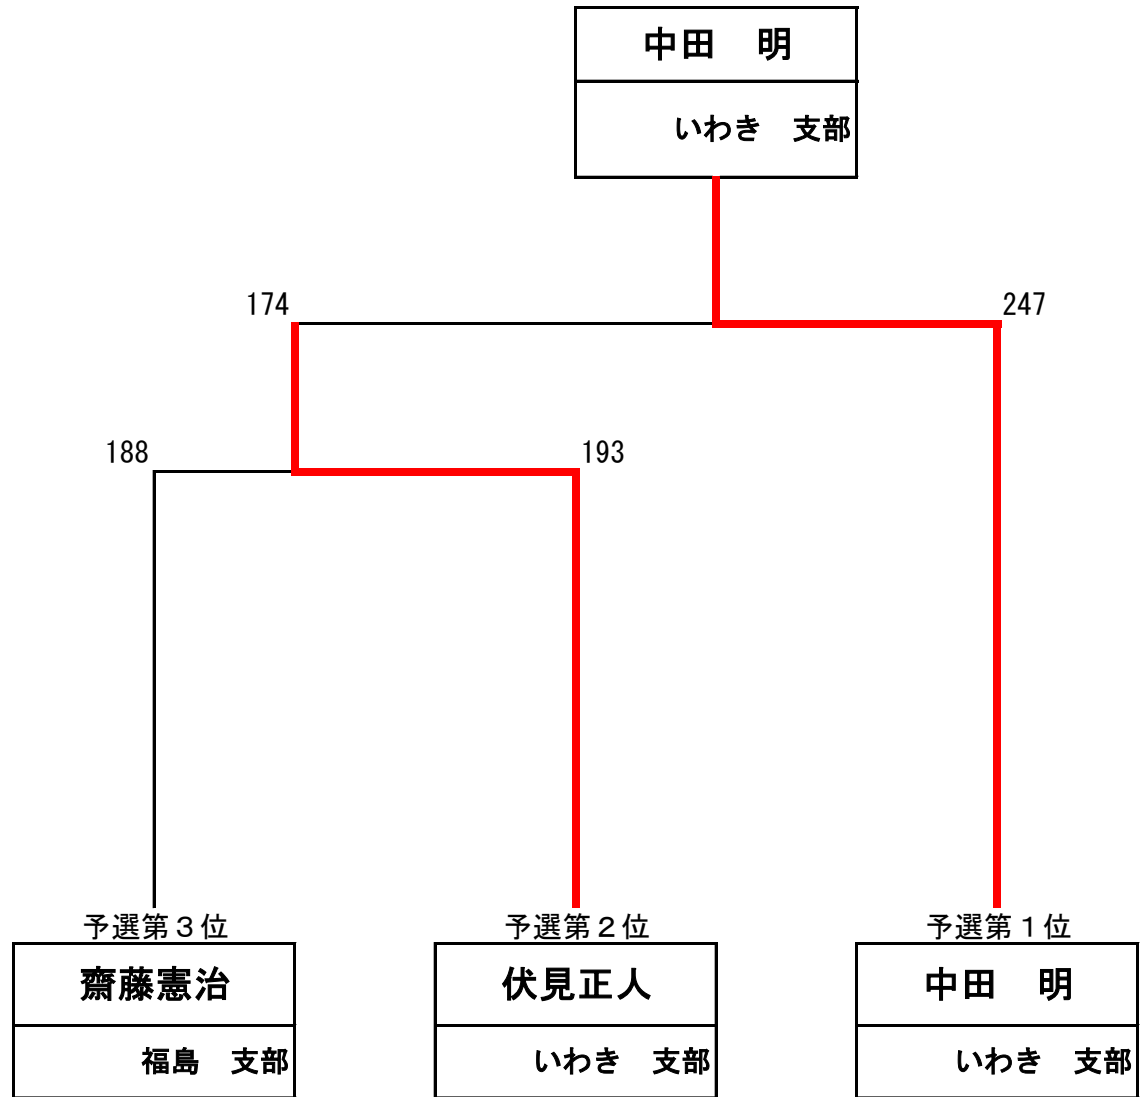 中田　明
いわき　支部
174
247
188
193
予選第３位
予選第２位
予選第１位
齋藤憲治
伏見正人
中田　明
福島　支部
いわき　支部
いわき　支部